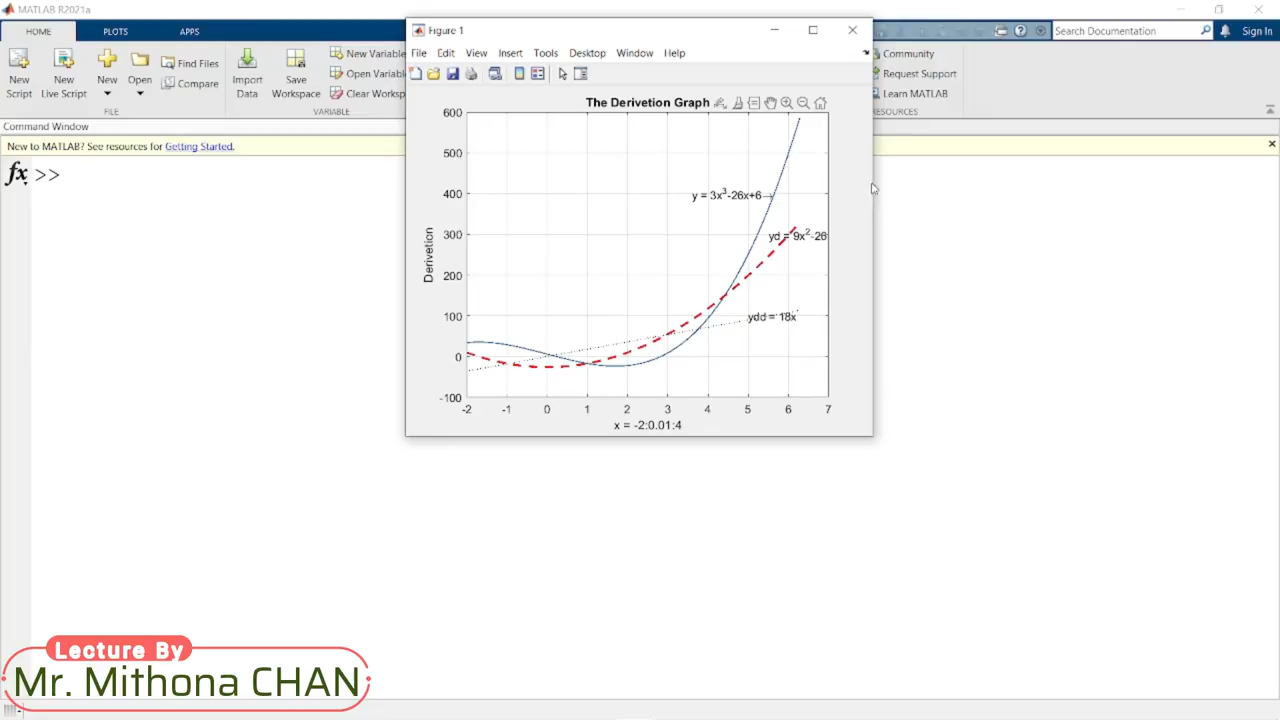 MATLAB R2021a
HOME
PLOTS
APPS
Search Documentation
Sign In
New Script
New Live Script
New
Open
Find Files
Compare
Import Data
Save Workspace
New Variable
Open Variab
Clear Worksp
FILE
VARIABLE
Community
Request Support
Learn MATLAB
RESOURCES
Command Window
New to MATLAB? See resources for Getting Started.
fx >>
Figure 1
File Edit View Insert Tools Desktop Window Help
The Derivetion Graph
600
500
400
300
200
100
0
-100
Derivetion
y = 3x³-26x+6→
yd = 9x²-26
ydd = 18x
-2 -1 0 1 2 3 4 5 6 7
x = -2:0.01:4
Lecture By
Mr. Mithona CHAN